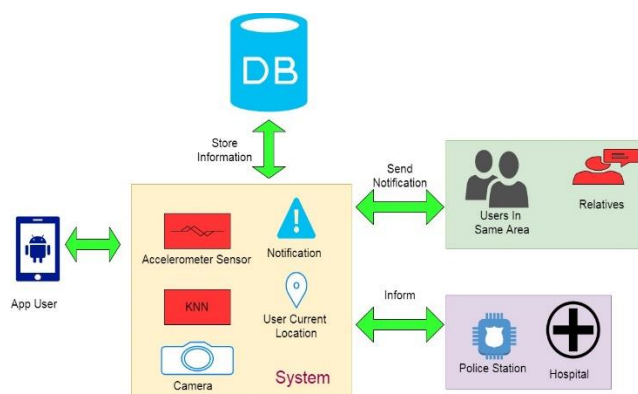 DB
Store
Information
Send
Notification
Users In
Same Area
Relatives
App User
Accelerometer Sensor
Notification
KNN
User Current
Location
Camera
System
Inform
Police Station
Hospital